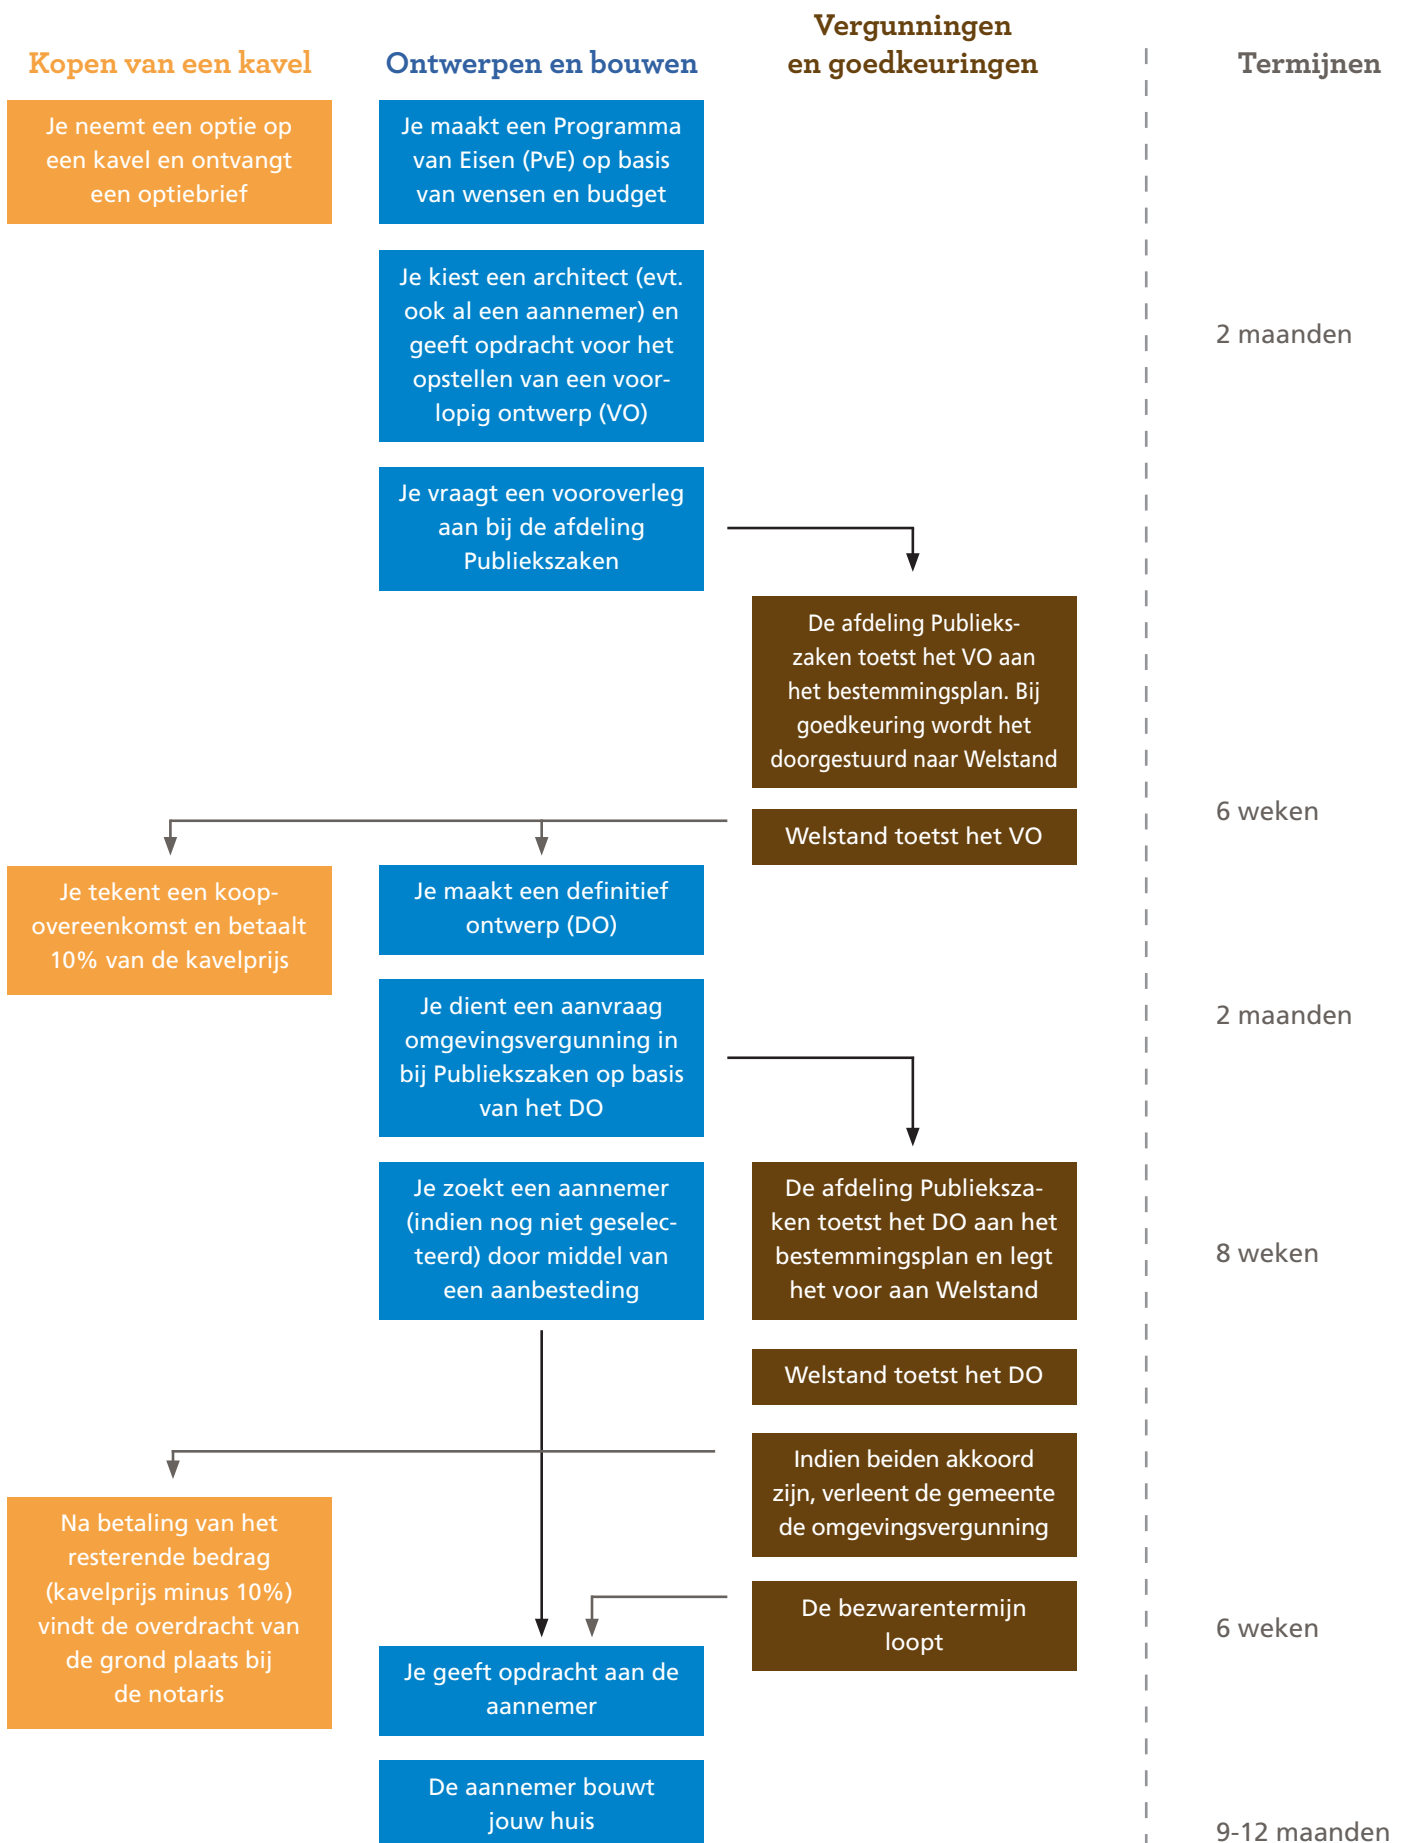 Kopen van een kavel
Ontwerpen en bouwen
Vergunningen
en goedkeuringen
Termijnen
Je neemt een optie op
een kavel en ontvangt
een optiebrief
Je maakt een Programma
van Eisen (PvE) op basis
van wensen en budget
Je kiest een architect (evt.
ook al een aannemer) en
geeft opdracht voor het
opstellen van een voor-
lopig ontwerp (VO)
2 maanden
Je vraagt een vooroverleg
aan bij de afdeling
Publiekszaken
De afdeling Publieks-
zaken toetst het VO aan
het bestemmingsplan. Bij
goedkeuring wordt het
doorgestuurd naar Welstand
6 weken
Welstand toetst het VO
Je tekent een koop-
overeenkomst en betaalt
10% van de kavelprijs
Je maakt een definitief
ontwerp (DO)
Je dient een aanvraag
omgevingsvergunning in
bij Publiekszaken op basis
van het DO
2 maanden
Je zoekt een aannemer
(indien nog niet geselec-
teerd) door middel van
een aanbesteding
De afdeling Publieksza-
ken toetst het DO aan het
bestemmingsplan en legt
het voor aan Welstand
8 weken
Welstand toetst het DO
Indien beiden akkoord
zijn, verleent de gemeente
de omgevingsvergunning
Na betaling van het
resterende bedrag
(kavelprijs minus 10%)
vindt de overdracht van
de grond plaats bij
de notaris
De bezwarentermijn
loopt
6 weken
Je geeft opdracht aan de
aannemer
De aannemer bouwt
jouw huis
9-12 maanden